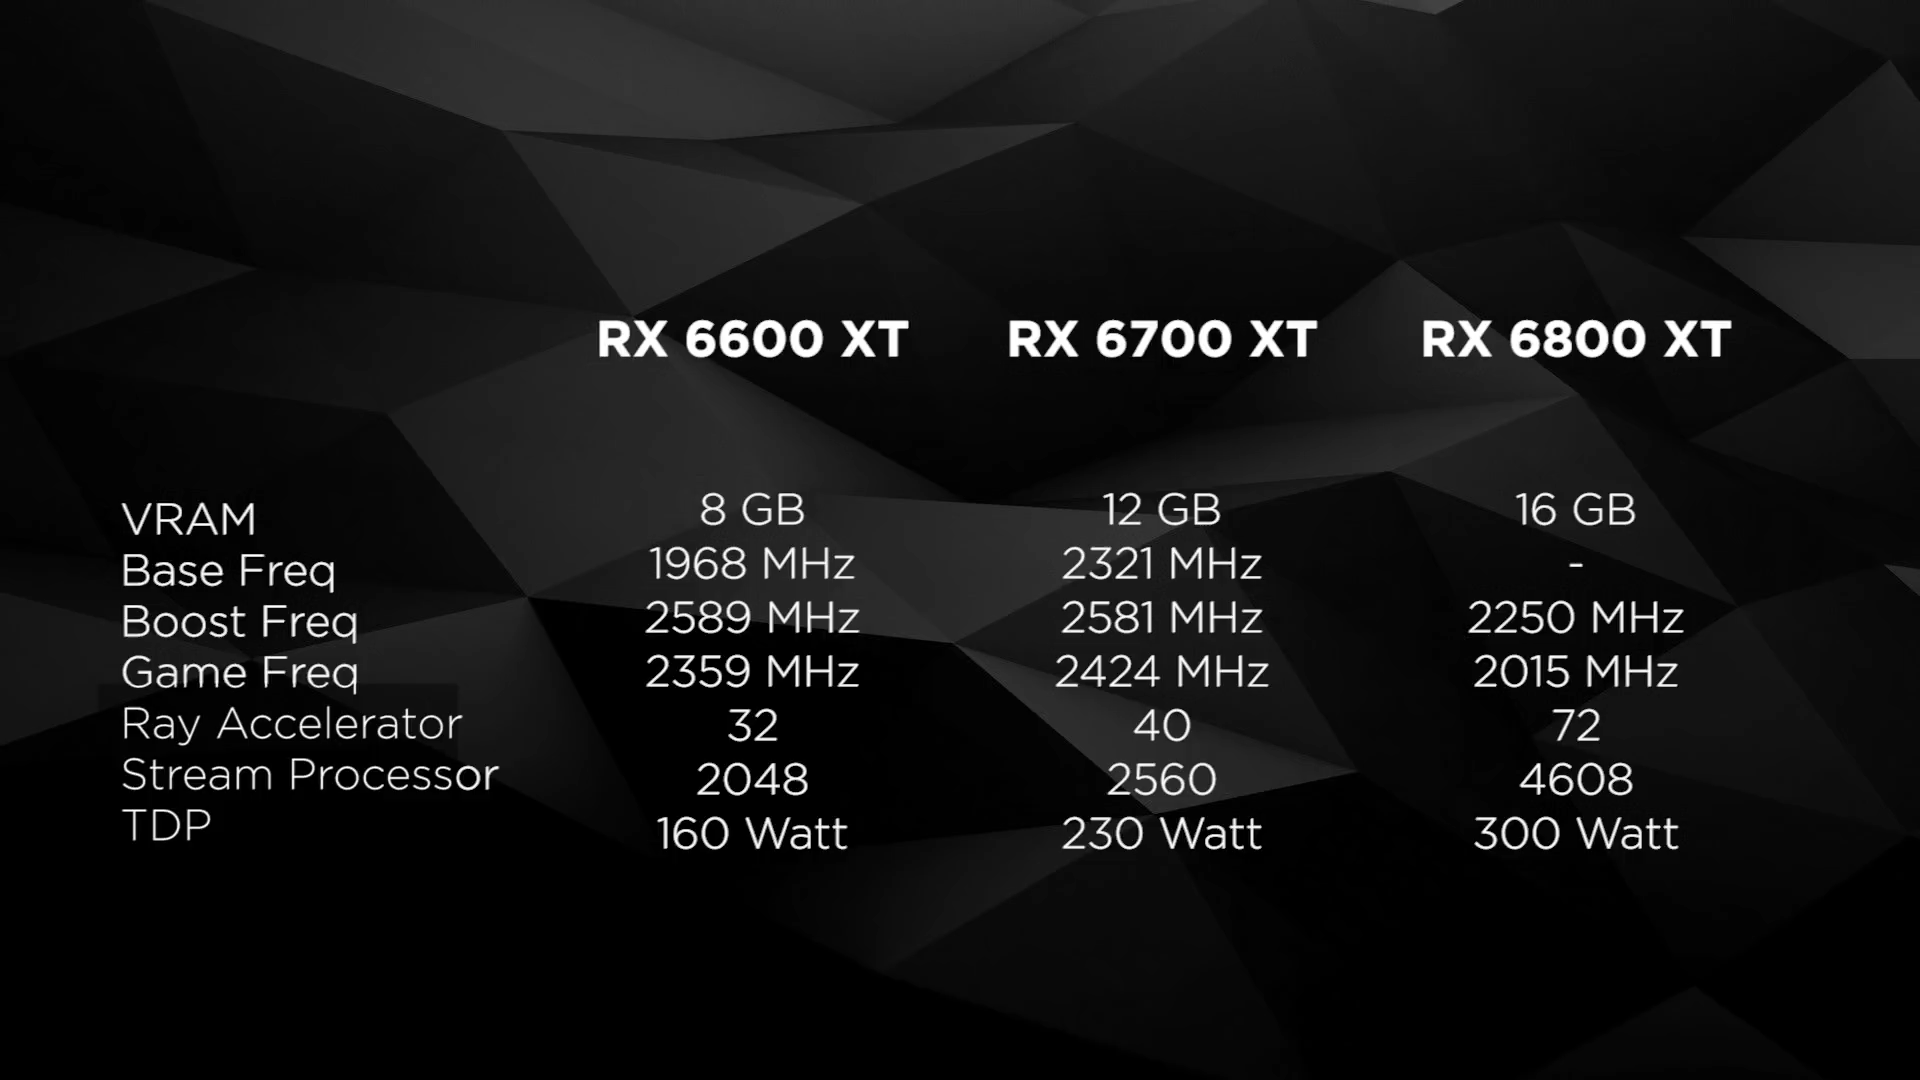 RX 6600 XT RX 6700 XT RX 6800 XT
VRAM 8 GB 12 GB 16 GB
Base Freq 1968 MHz 2321 MHz -
Boost Freq 2589 MHz 2581 MHz 2250 MHz
Game Freq 2359 MHz 2424 MHz 2015 MHz
Ray Accelerator 32 40 72
Stream Processor 2048 2560 4608
TDP 160 Watt 230 Watt 300 Watt